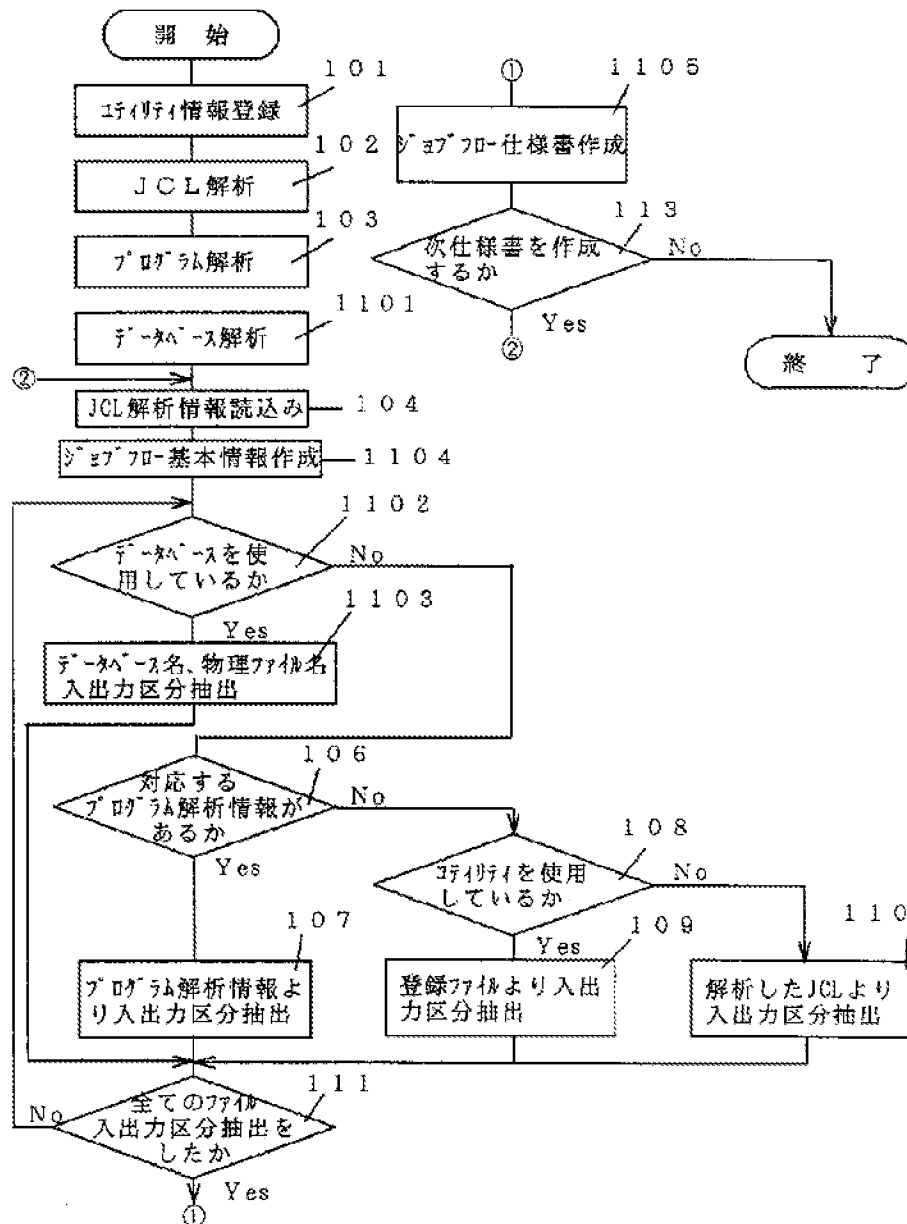 開 始
101
ユティリティ情報登録
102
JCL解析
103
プログラム解析
1101
データベース解析
②
JCL解析情報読込み
104
ジョブフロー基本情報作成
1104
1102
データベースを使
用しているか
No
Yes
1103
データベース名、物理ファイル名
入出力区分抽出
106
対応する
プログラム解析情報が
あるか
No
Yes
108
ユティリティを使用
しているか
No
Yes
107
プログラム解析情報よ
り入出力区分抽出
109
登録ファイルより入出
力区分抽出
110
解析したJCLより
入出力区分抽出
111
全てのファイル
入出力区分抽出を
したか
No
Yes
①
①
1105
ジョブフロー仕様書作成
113
次仕様書を作成
するか
No
Yes
②
終 了